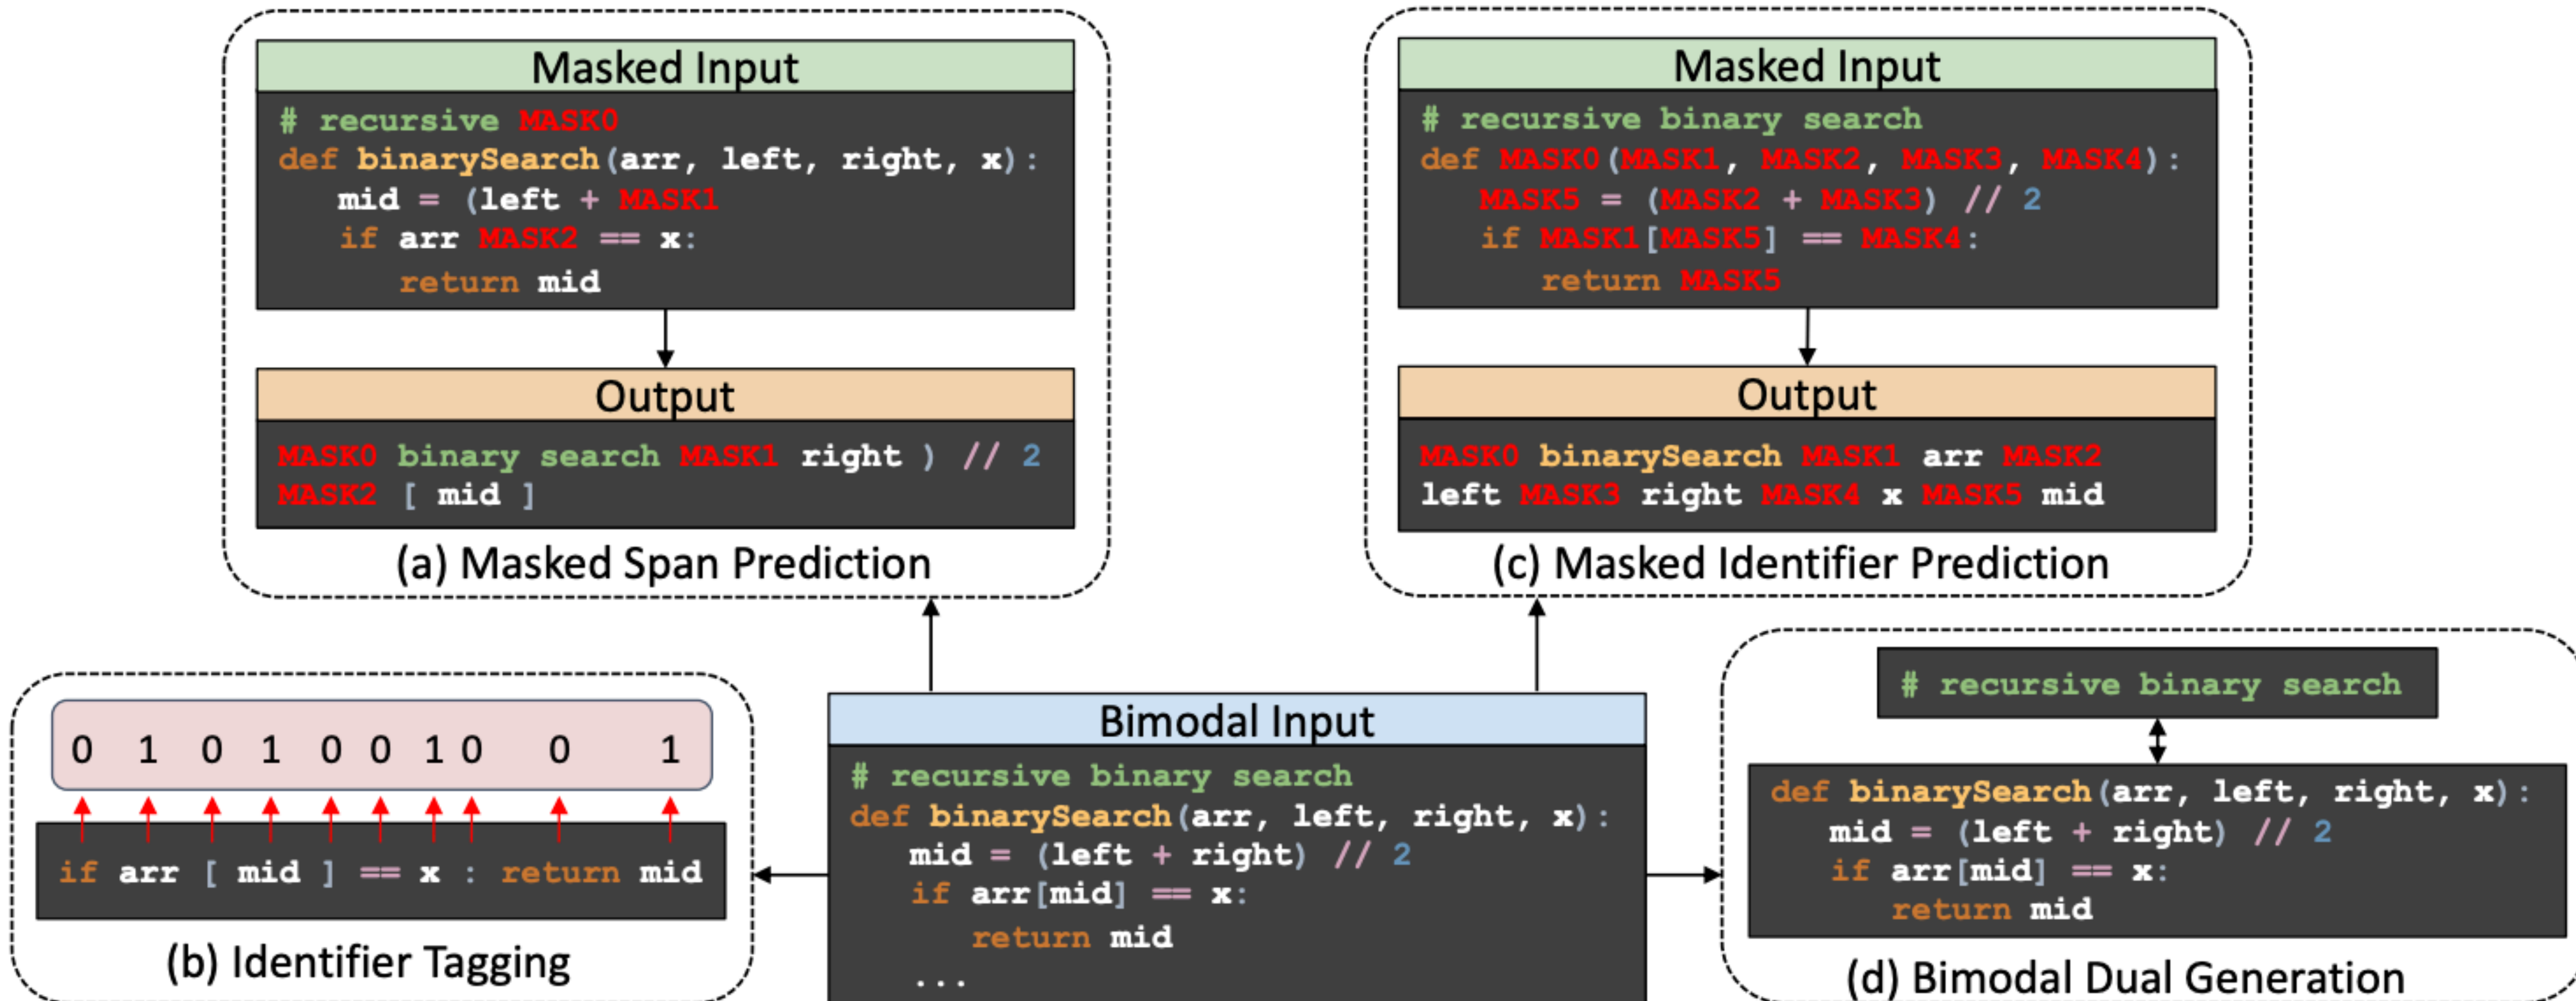 Masked Input
# recursive MASK0
def binarySearch(arr, left, right, x):
mid = (left + MASK1
if arr MASK2 == x:
return mid
Output
MASK0 binary search MASK1 right ) // 2
MASK2 [ mid ]
(a) Masked Span Prediction
Masked Input
# recursive binary search
def MASK0(MASK1, MASK2, MASK3, MASK4):
MASK5 = (MASK2 + MASK3) // 2
if MASK1[MASK5] == MASK4:
return MASK5
Output
MASK0 binarySearch MASK1 arr MASK2
left MASK3 right MASK4 x MASK5 mid
(c) Masked Identifier Prediction
0 1 0 1 0 0 1 0 0 1
if arr [ mid ] == x : return mid
(b) Identifier Tagging
Bimodal Input
# recursive binary search
def binarySearch(arr, left, right, x):
mid = (left + right) // 2
if arr[mid] == x:
return mid
...
# recursive binary search
def binarySearch(arr, left, right, x):
mid = (left + right) // 2
if arr[mid] == x:
return mid
(d) Bimodal Dual Generation